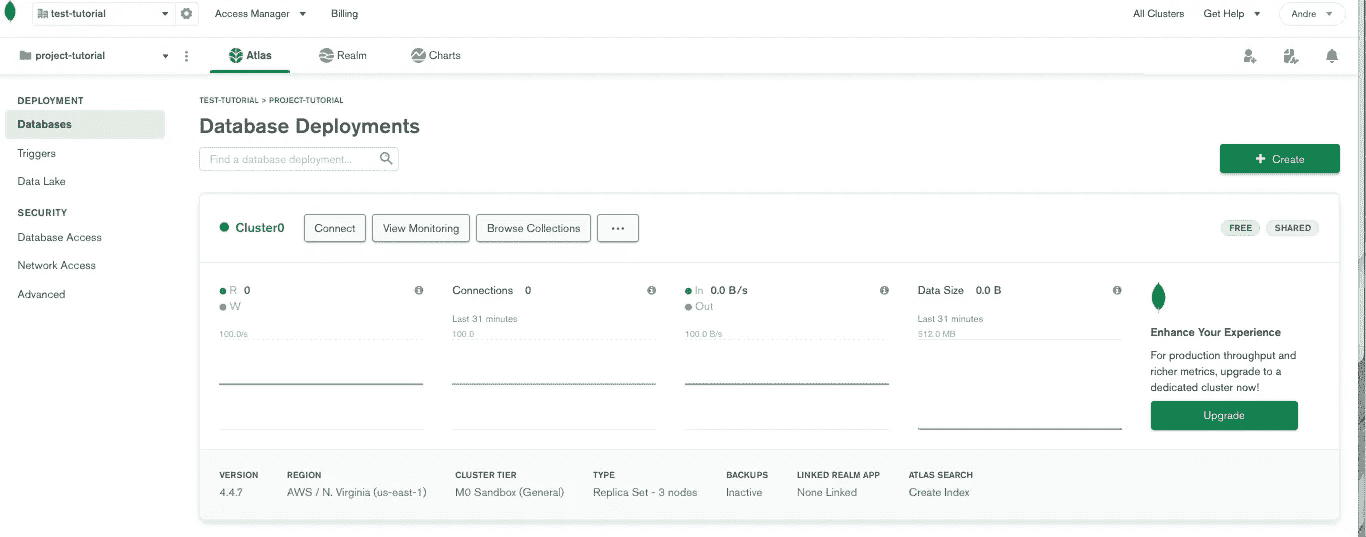 test-tutorial Access Manager Billing All Clusters Get Help Andre
project-tutorial Atlas Realm Charts
DEPLOYMENT
Databases
Triggers
Data Lake
SECURITY
Database Access
Network Access
Advanced
TEST-TUTORIAL > PROJECT-TUTORIAL
Database Deployments
Find a database deployment...
+ Create
Cluster0 Connect View Monitoring Browse Collections ... FREE SHARED
R 0
W
100.0/s
Connections 0
Last 31 minutes
100.0
In 0.0 B/s
Out
100.0 B/s
Data Size 0.0 B
Last 31 minutes
512.0 MB
Enhance Your Experience
For production throughput and
richer metrics, upgrade to a
dedicated cluster now!
Upgrade
VERSION REGION CLUSTER TIER TYPE BACKUPS LINKED REALM APP ATLAS SEARCH
4.4.7 AWS / N. Virginia (us-east-1) M0 Sandbox (General) Replica Set - 3 nodes Inactive None Linked Create Index